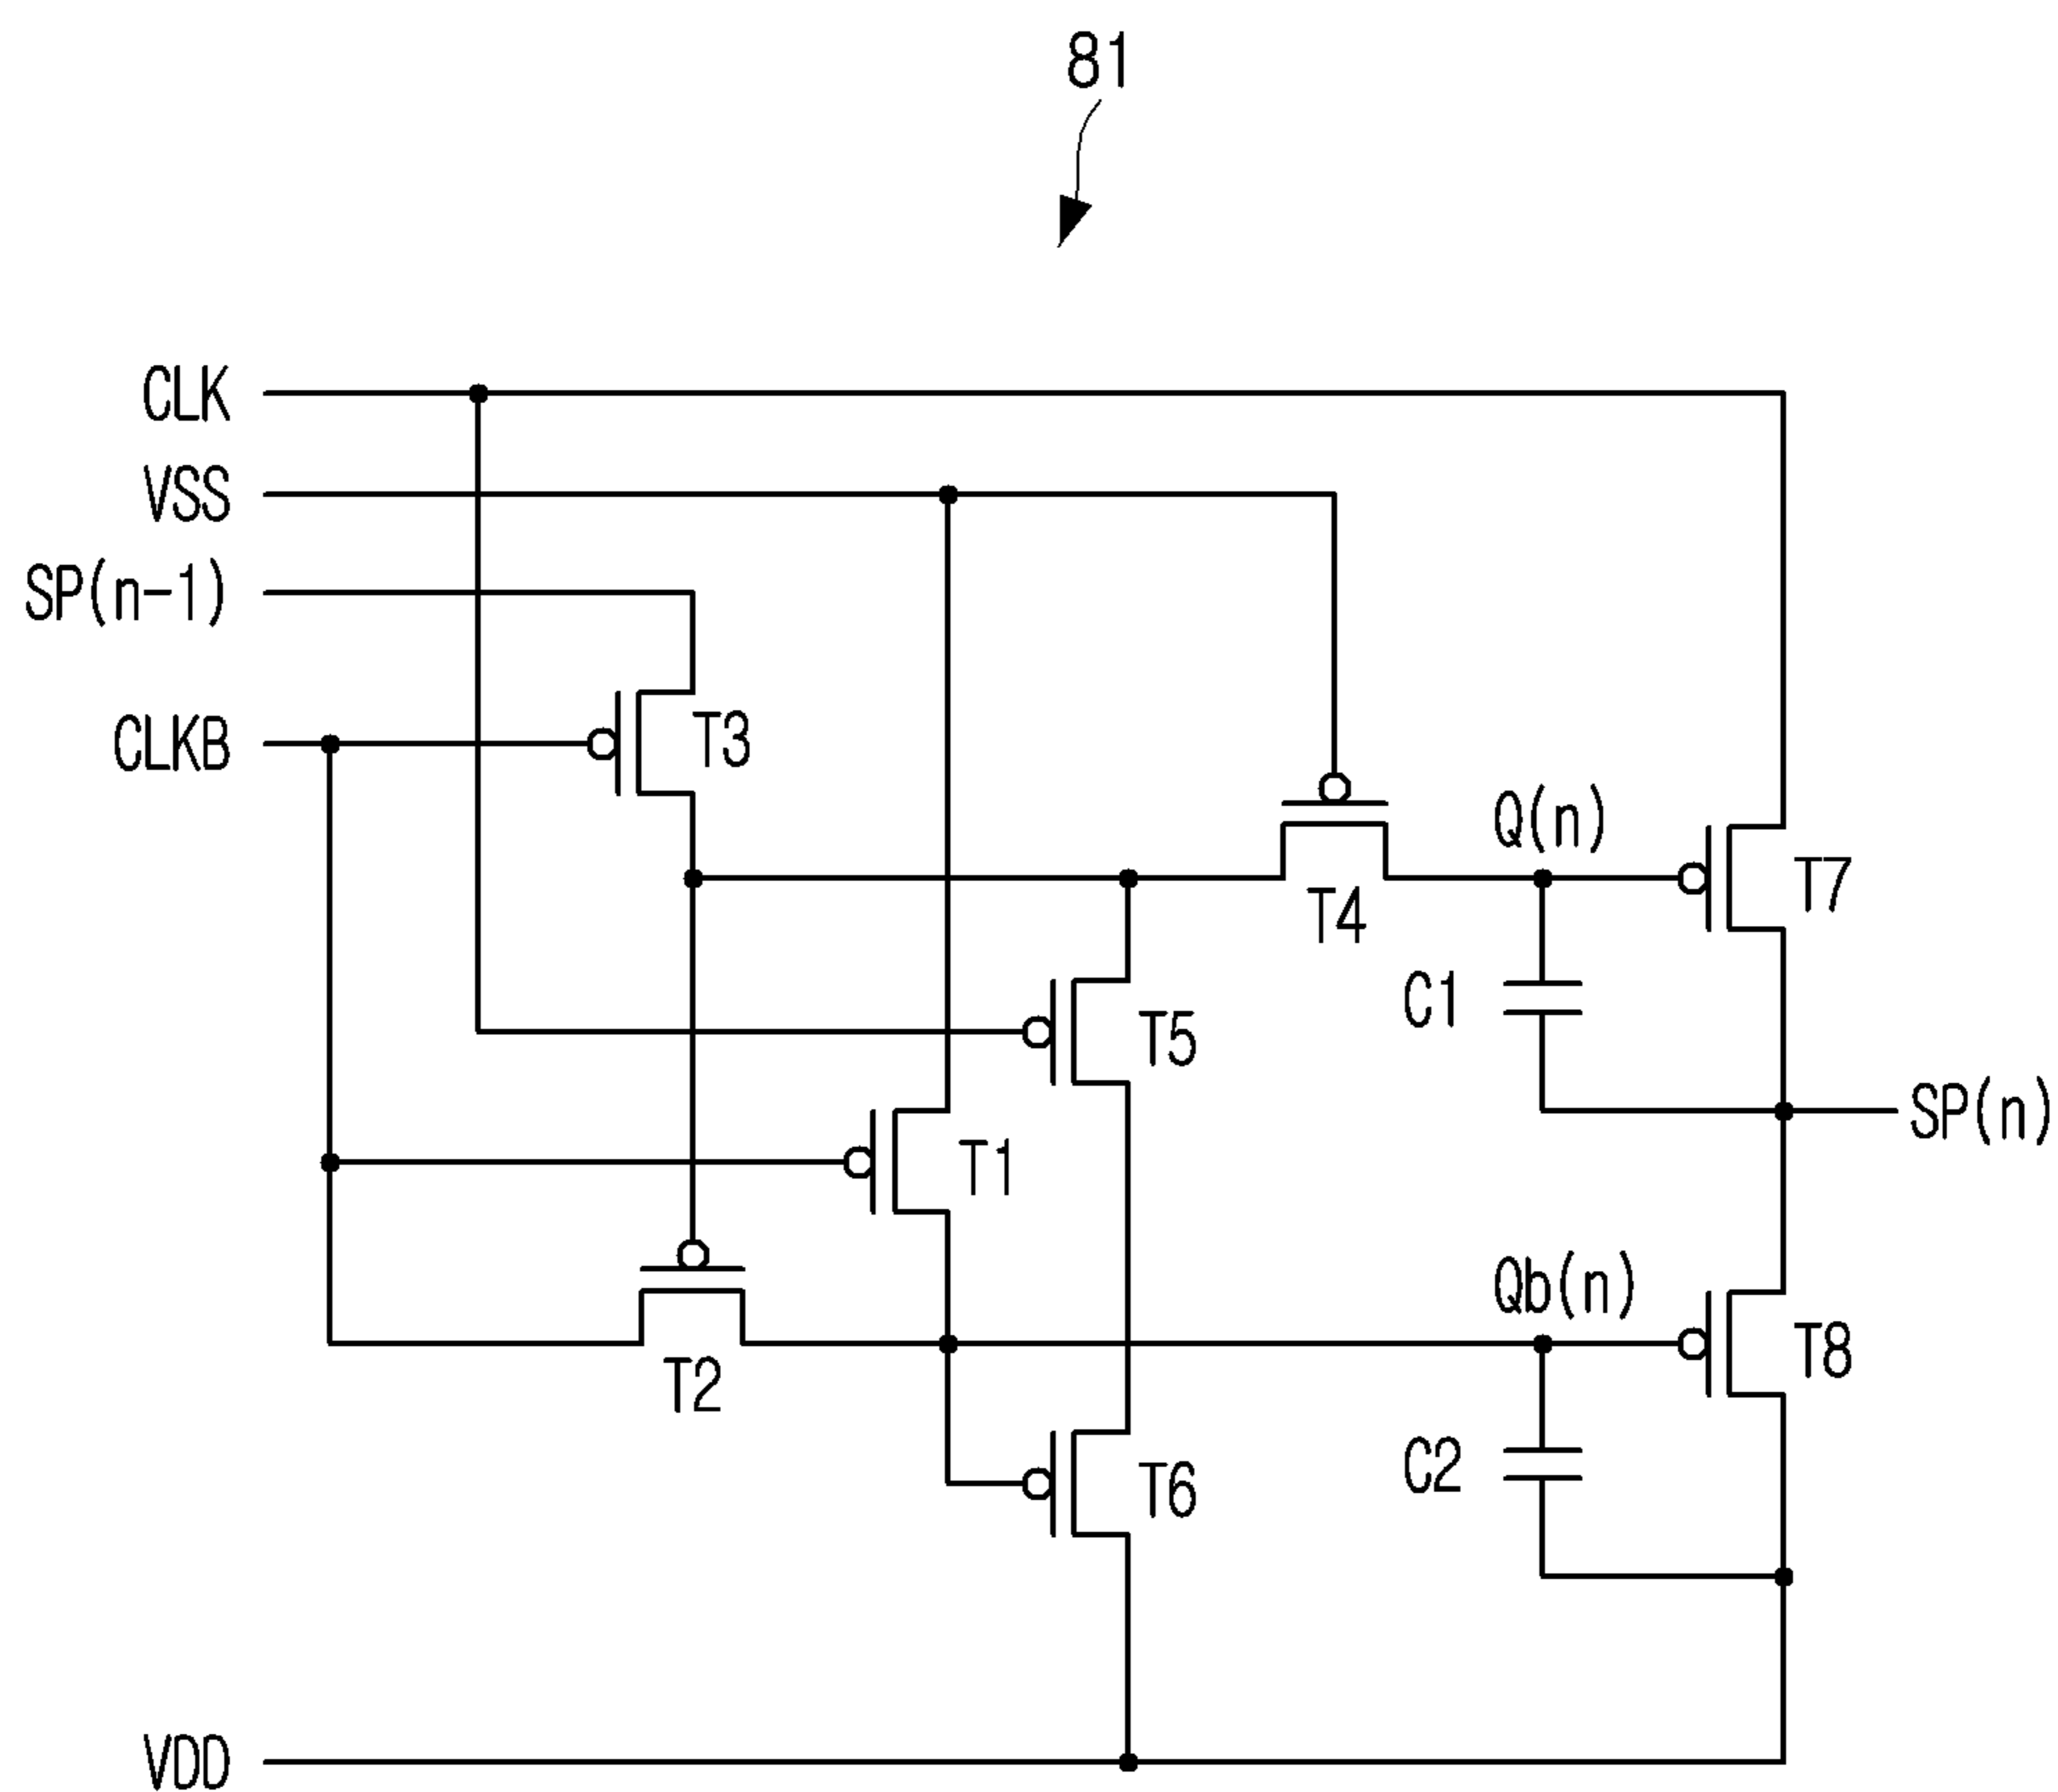 81
CLK
VSS
SP(n-1)
CLKB
T3
Q(n)
T7
T4
C1
T5
SP(n)
T1
Qb(n)
T8
T2
C2
T6
VDD